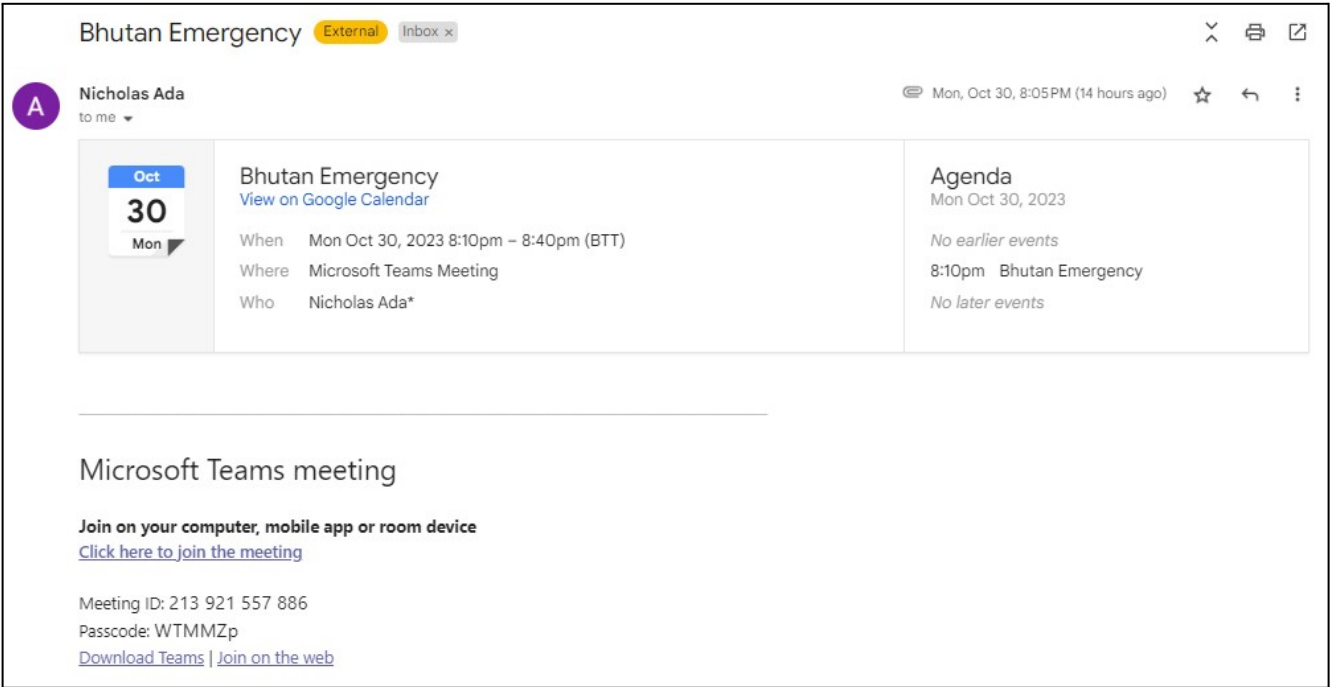 Bhutan Emergency External Inbox x
A
Nicholas Ada
Mon, Oct 30, 8:05 PM (14 hours ago)
to me
Oct
30
Mon
Bhutan Emergency
View on Google Calendar
When Mon Oct 30, 2023 8:10pm – 8:40pm (BTT)
Where Microsoft Teams Meeting
Who Nicholas Ada*
Agenda
Mon Oct 30, 2023
No earlier events
8:10pm Bhutan Emergency
No later events
Microsoft Teams meeting
Join on your computer, mobile app or room device
Click here to join the meeting
Meeting ID: 213 921 557 886
Passcode: WTMMZp
Download Teams | Join on the web